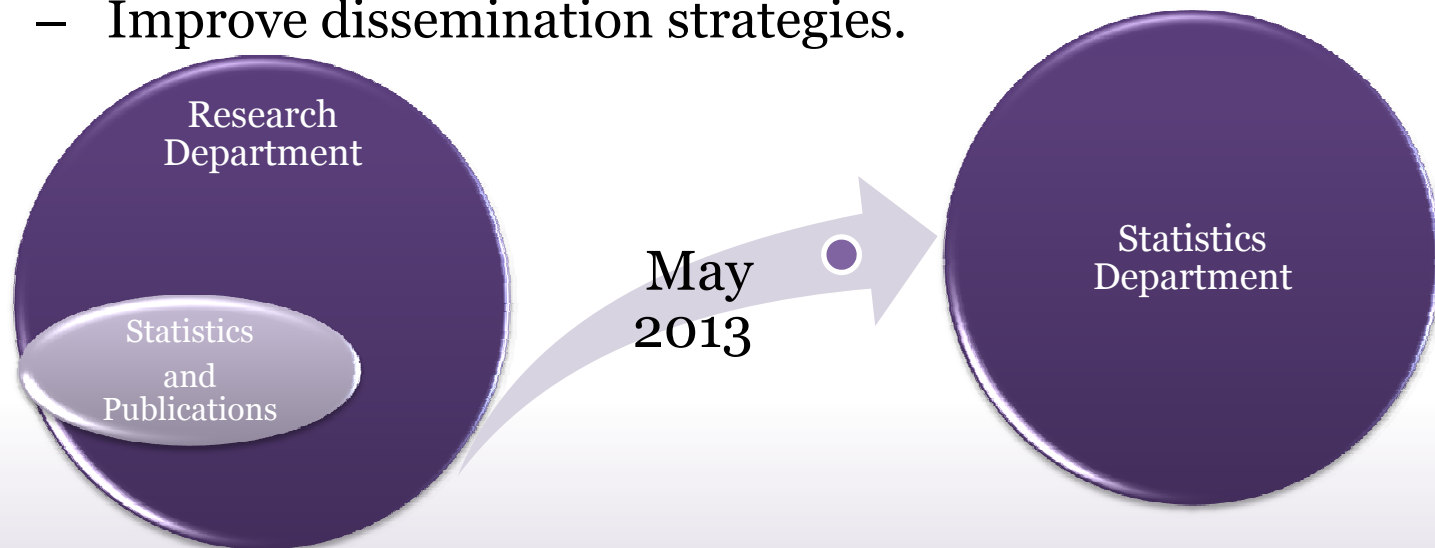 – Improve dissemination strategies.
Research
Department
Statistics
and
Publications
May
2013
Statistics
Department